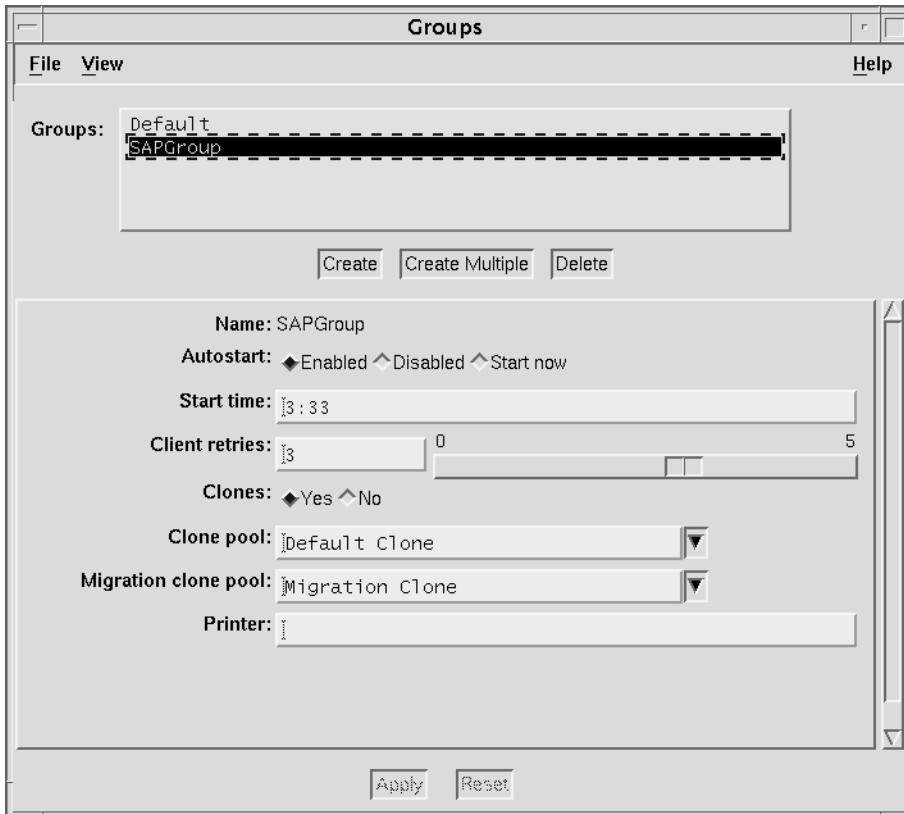 Groups
File View Help
Groups:
Default
SAPGroup
Create Create Multiple Delete
Name: SAPGroup
Autostart: Enabled Disabled Start now
Start time: 3:33
Client retries: 3 0 5
Clones: Yes No
Clone pool: Default Clone
Migration clone pool: Migration Clone
Printer:
Apply Reset